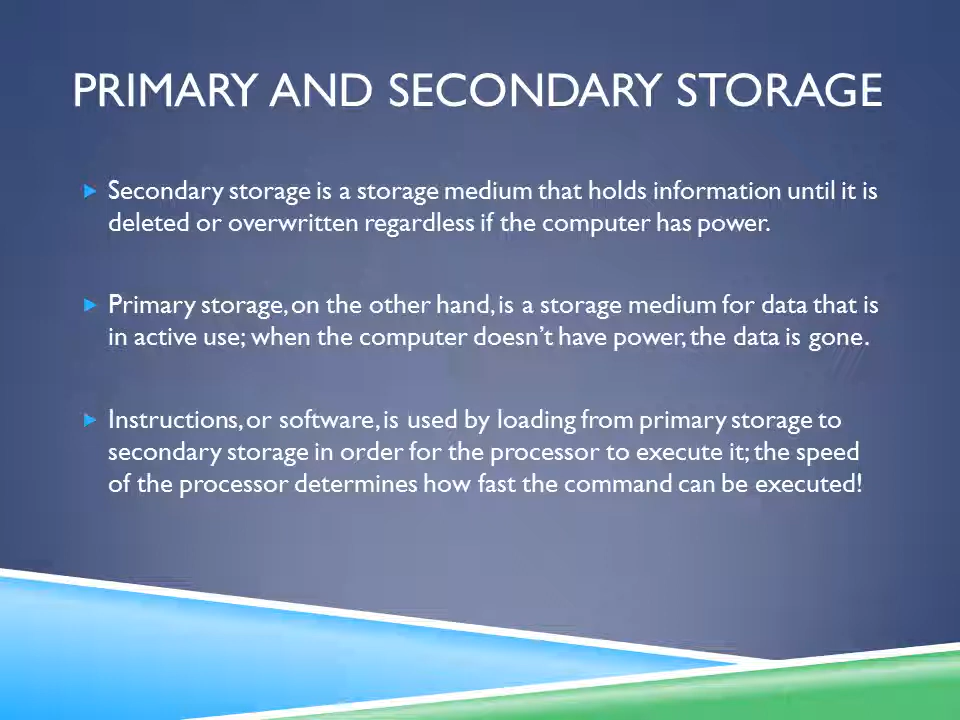 PRIMARY AND SECONDARY STORAGE
Secondary storage is a storage medium that holds information until it is
deleted or overwritten regardless if the computer has power.
Primary storage, on the other hand, is a storage medium for data that is
in active use; when the computer doesn't have power, the data is gone.
Instructions, or software, is used by loading from primary storage to
secondary storage in order for the processor to execute it; the speed
of the processor determines how fast the command can be executed!